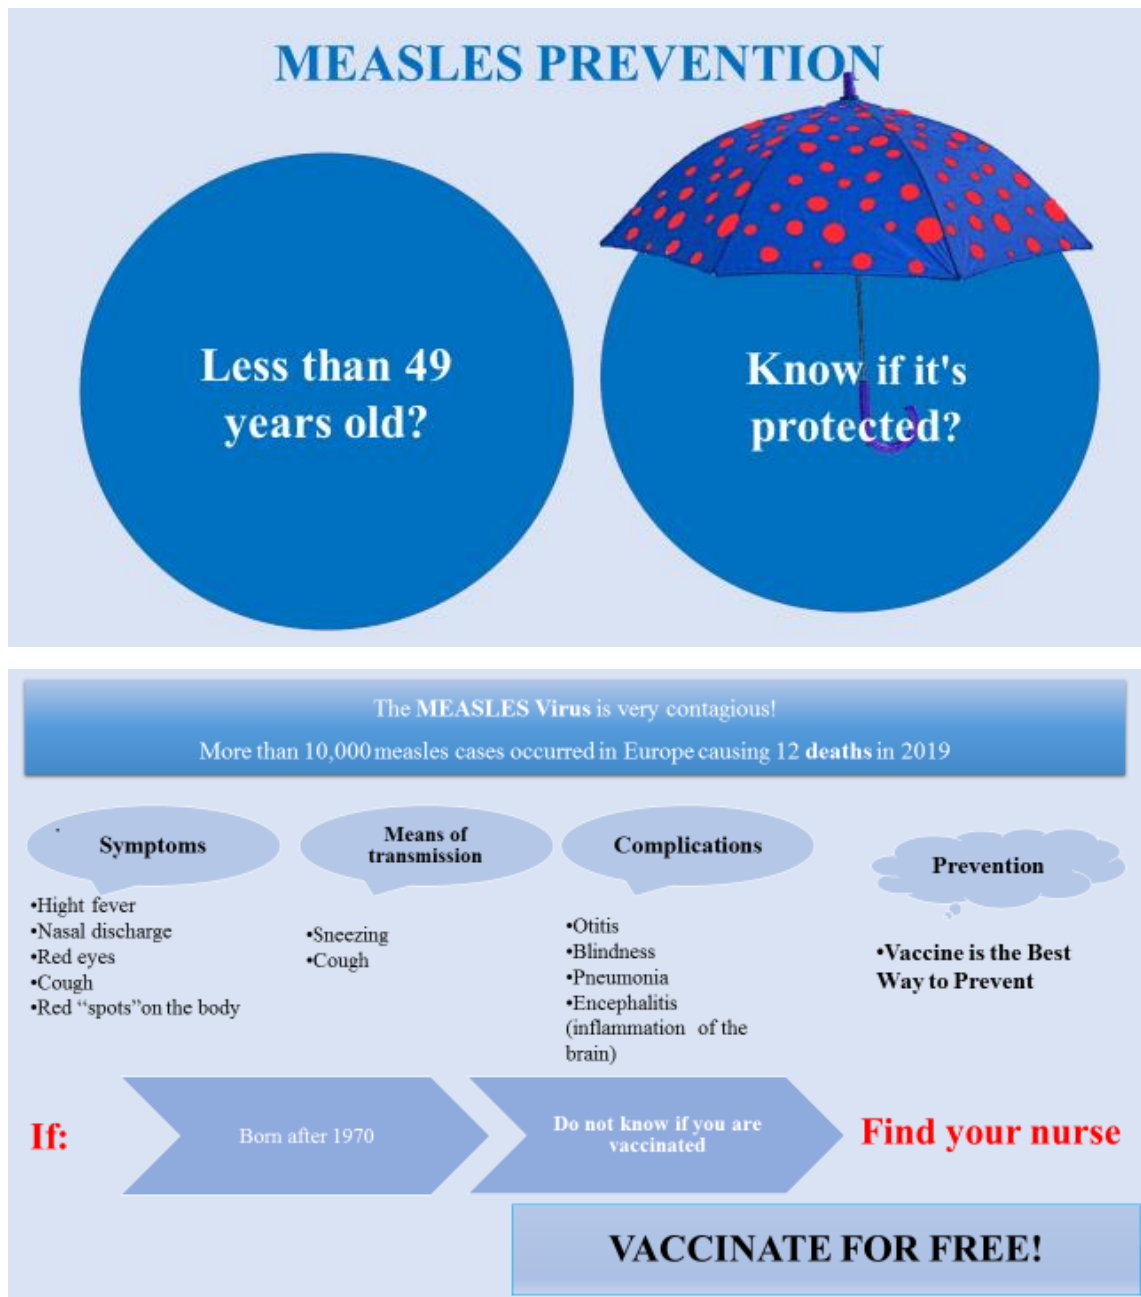 MEASLES PREVENTION
Less than 49
years old?
Know if it's
protected?
The MEASLES Virus is very contagious!
More than 10,000 measles cases occurred in Europe causing 12 deaths in 2019
Symptoms
•Hight fever
•Nasal discharge
•Red eyes
•Cough
•Red “spots”on the body
Means of
transmission
•Sneezing
•Cough
Complications
•Otitis
•Blindness
•Pneumonia
•Encephalitis
(inflammation of the
brain)
Prevention
•Vaccine is the Best
Way to Prevent
If:
Born after 1970
Do not know if you are
vaccinated
Find your nurse
VACCINATE FOR FREE!